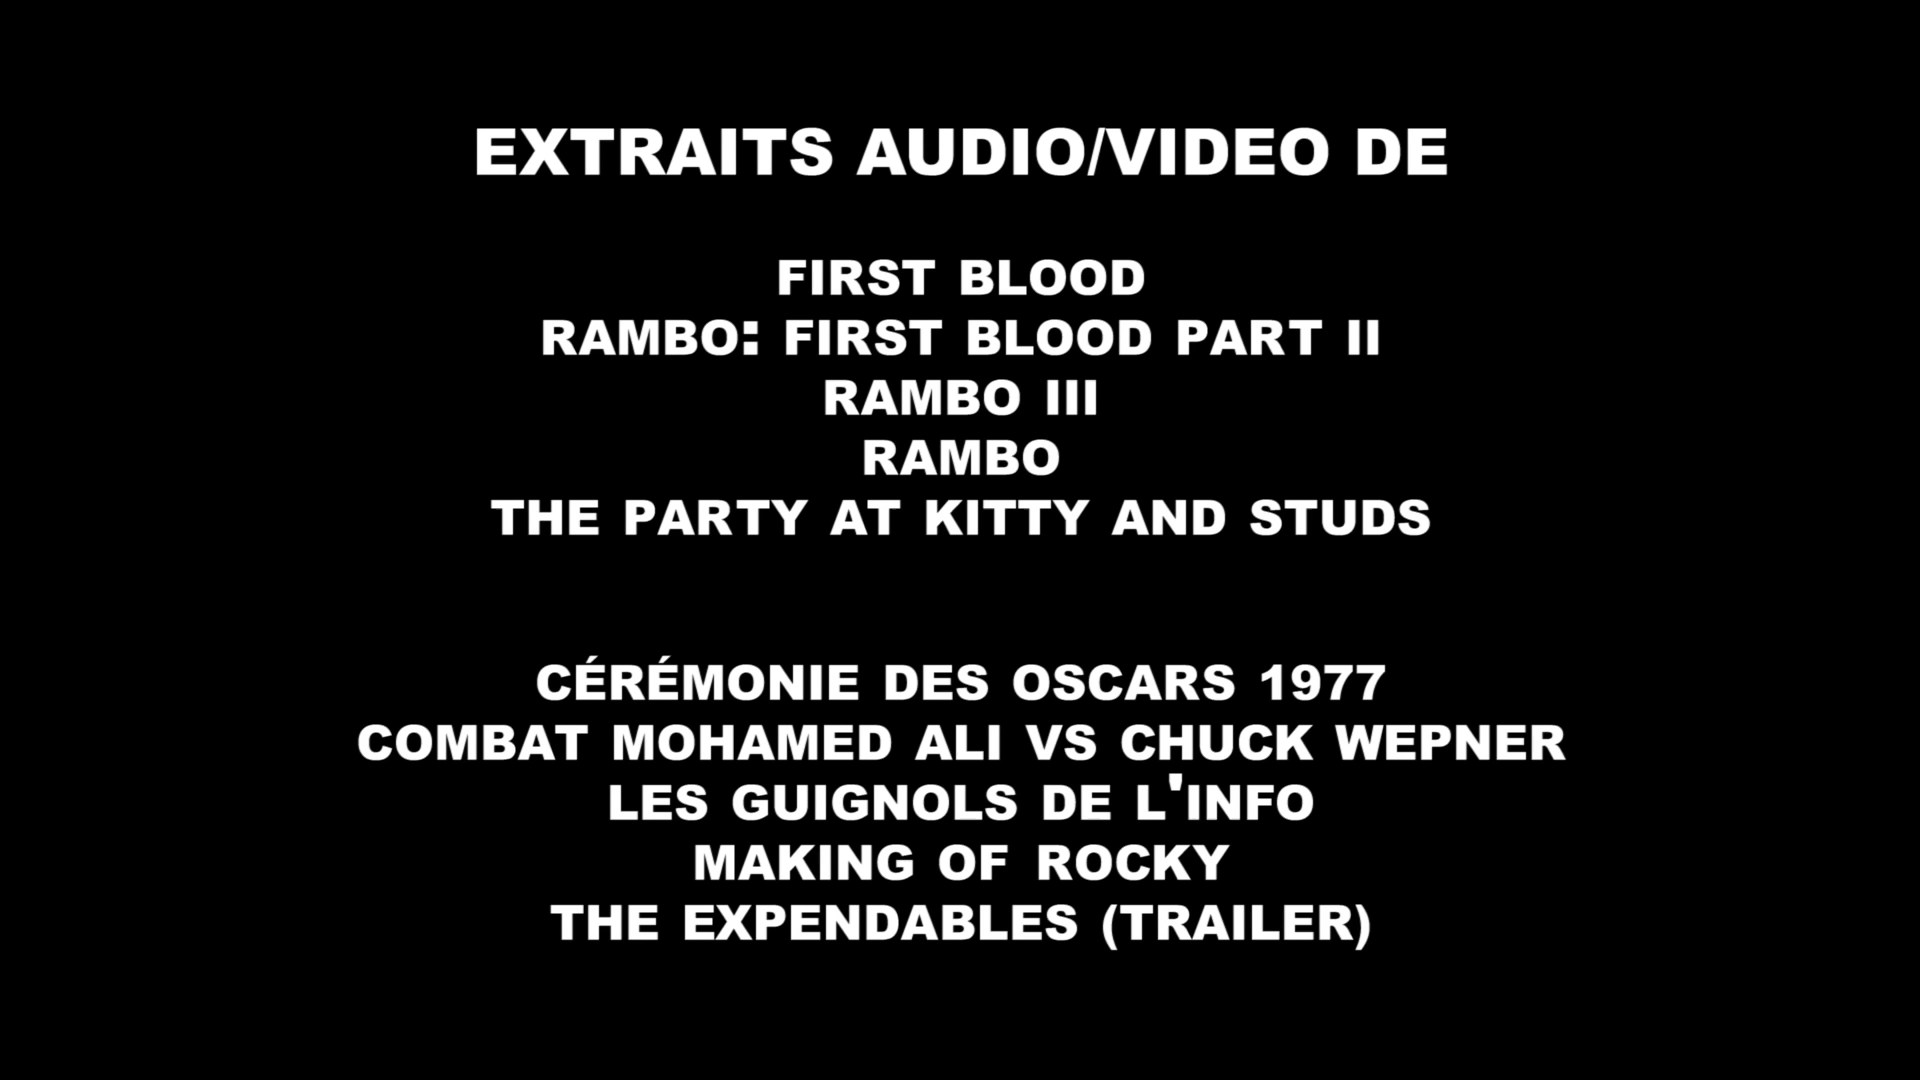 EXTRAITS AUDIO/VIDEO DE
FIRST BLOOD
RAMBO: FIRST BLOOD PART II
RAMBO III
RAMBO
THE PARTY AT KITTY AND STUDS
CÉRÉMONIE DES OSCARS 1977
COMBAT MOHAMED ALI VS CHUCK WEPNER
LES GUIGNOLS DE L'INFO
MAKING OF ROCKY
THE EXPENDABLES (TRAILER)